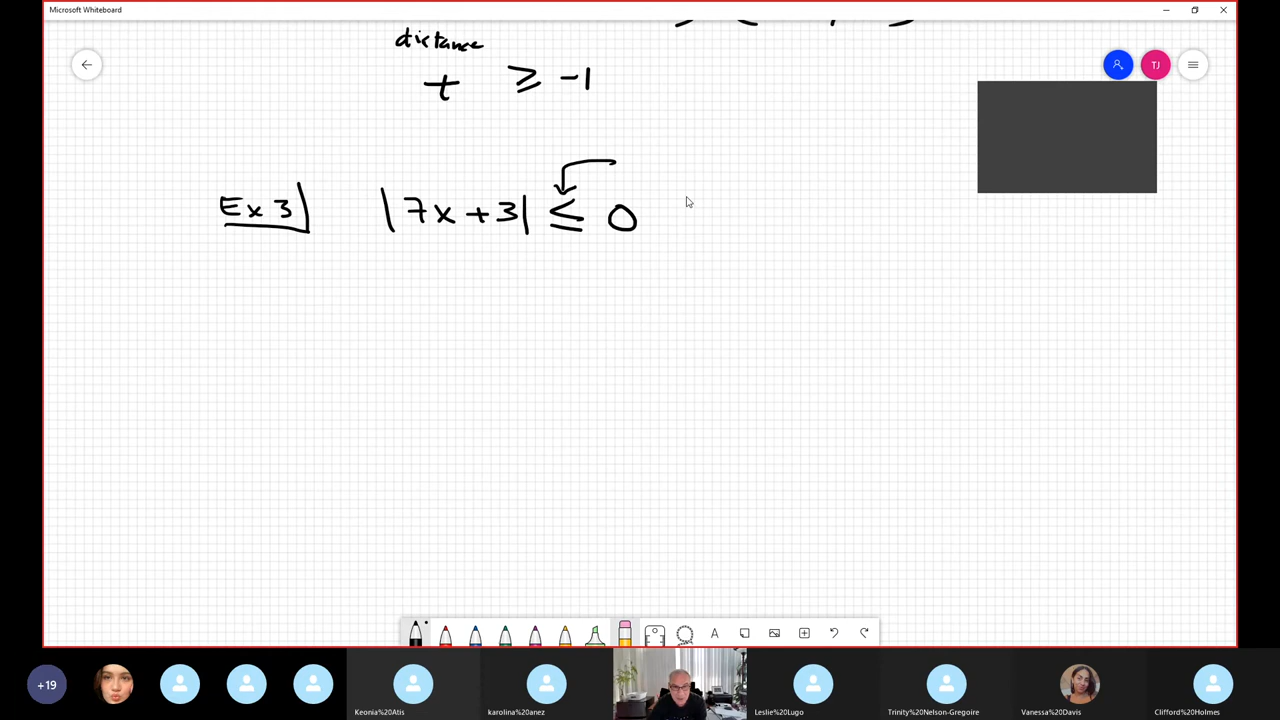 Microsoft Whiteboard
distance
+ ≥ -1
TJ
Ex 3 |7x+3| ≤ 0
A
+19
Keonia%20Atis
karolina%20anez
Leslie%20Lugo
Trinity%20Nelson-Gregoire
Vanessa%20Davis
Clifford%20Holmes